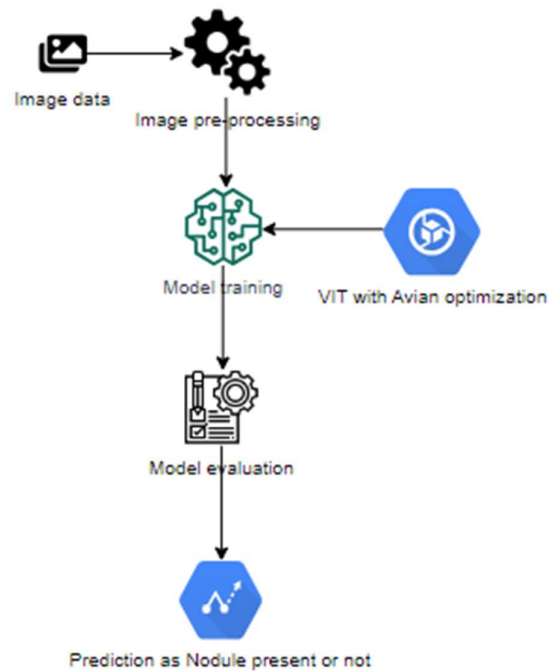 Image data
Image pre-processing
Model training
VIT with Avian optimization
Model evaluation
Prediction as Nodule present or not